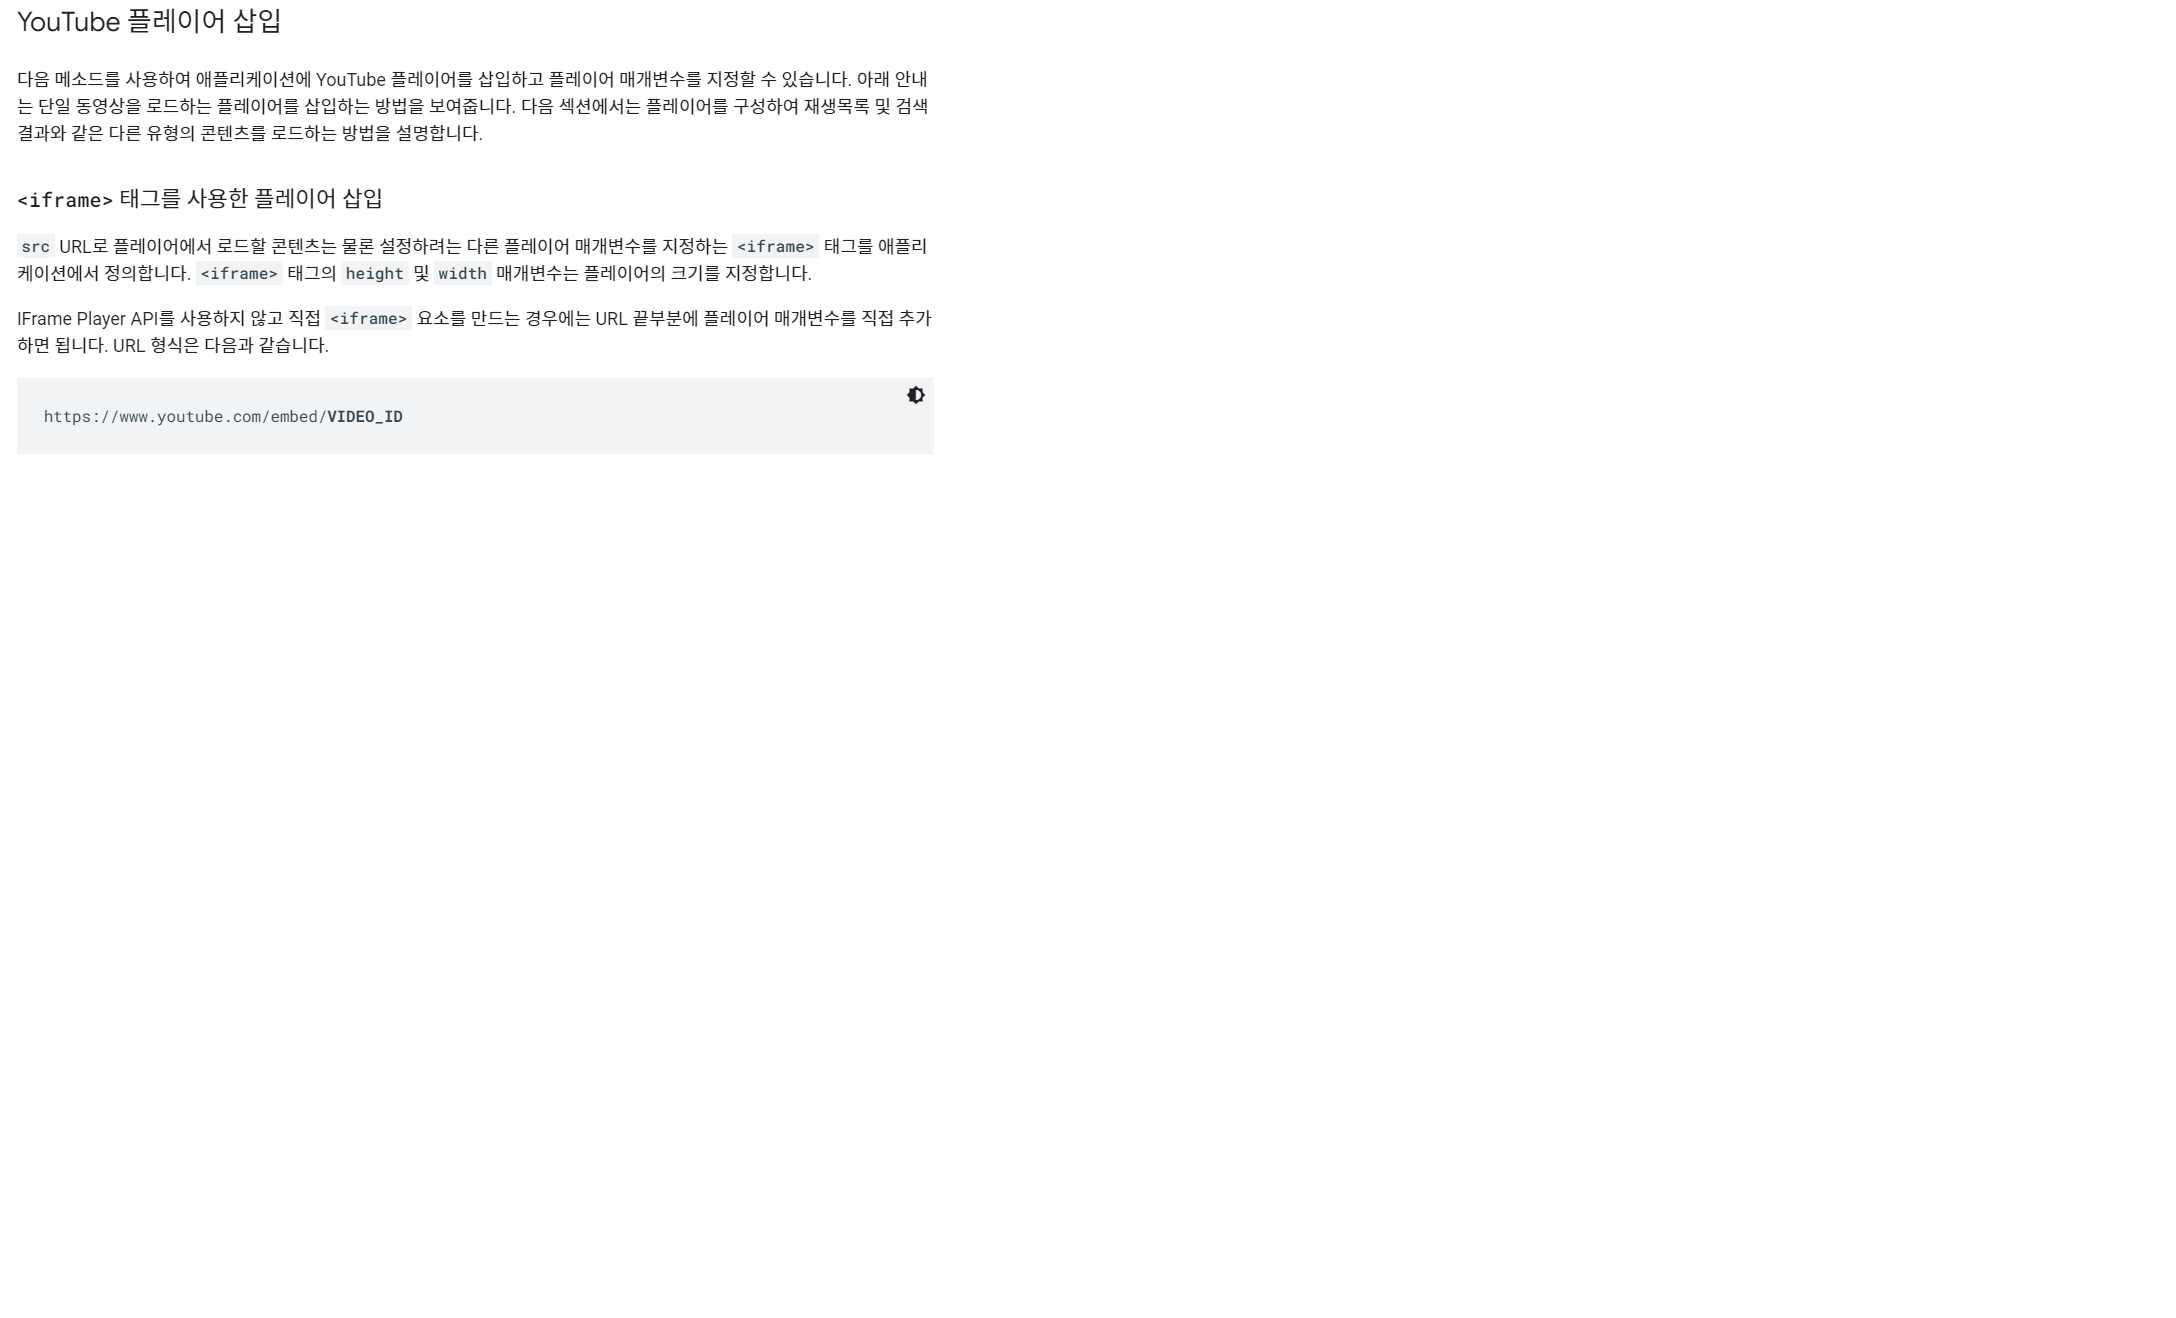 YouTube 플레이어 삽입
다음 메소드를 사용하여 애플리케이션에 YouTube 플레이어를 삽입하고 플레이어 매개변수를 지정할 수 있습니다. 아래 안내
는 단일 동영상을 로드하는 플레이어를 삽입하는 방법을 보여줍니다. 다음 섹션에서는 플레이어를 구성하여 재생목록 및 검색
결과와 같은 다른 유형의 콘텐츠를 로드하는 방법을 설명합니다.
<iframe> 태그를 사용한 플레이어 삽입
src URL로 플레이어에서 로드할 콘텐츠는 물론 설정하려는 다른 플레이어 매개변수를 지정하는 <iframe> 태그를 애플리
케이션에서 정의합니다. <iframe> 태그의 height 및 width 매개변수는 플레이어의 크기를 지정합니다.
IFrame Player API를 사용하지 않고 직접 <iframe> 요소를 만드는 경우에는 URL 끝부분에 플레이어 매개변수를 직접 추가
하면 됩니다. URL 형식은 다음과 같습니다.
https://www.youtube.com/embed/VIDEO_ID